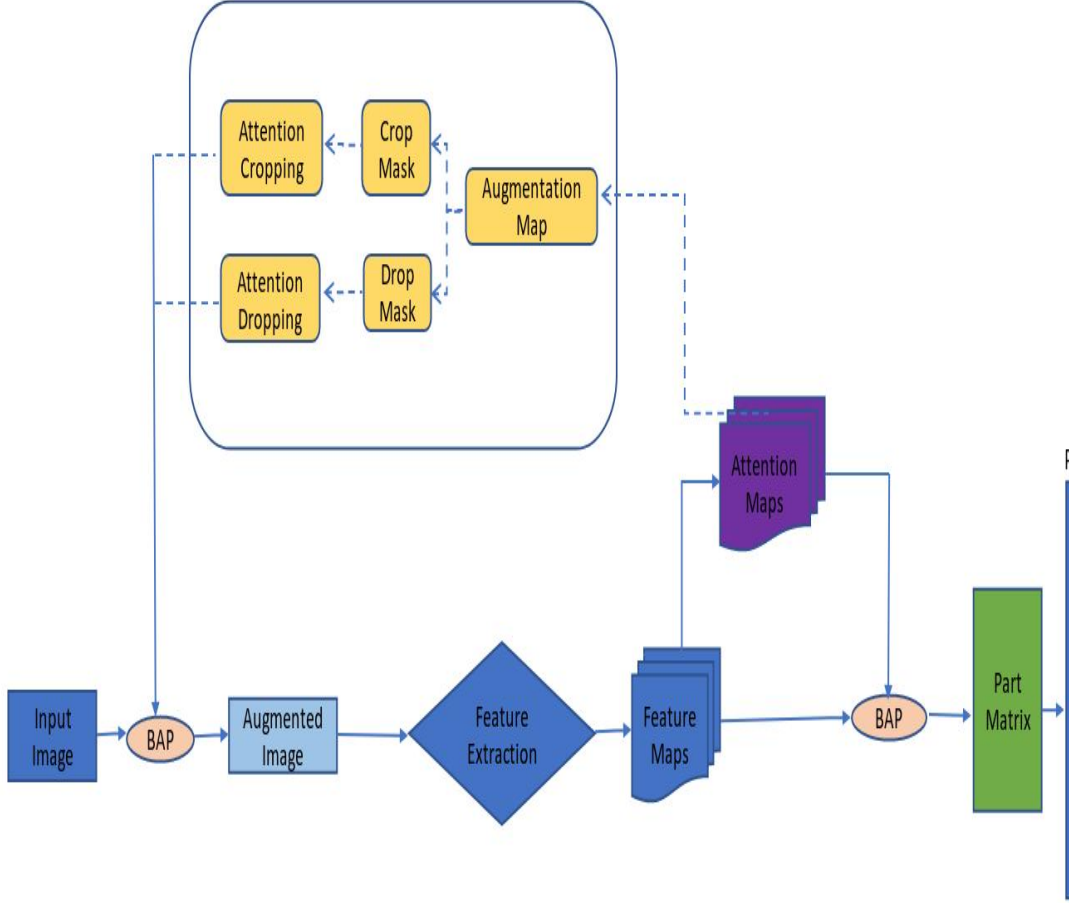 Attention
Cropping
Crop
Mask
Augmentation
Map
Attention
Dropping
Drop
Mask
Attention
Maps
Input
Image
BAP
Augmented
Image
Feature
Extraction
Feature
Maps
BAP
Part
Matrix